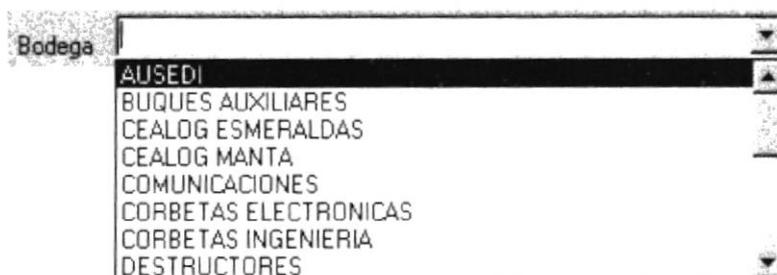 Bodega
AUSEDI
BUQUES AUXILIARES
CEALOG ESMERALDAS
CEALOG MANTA
COMUNICACIONES
CORBETAS ELECTRONICAS
CORBETAS INGENIERIA
DESTRUCTORES